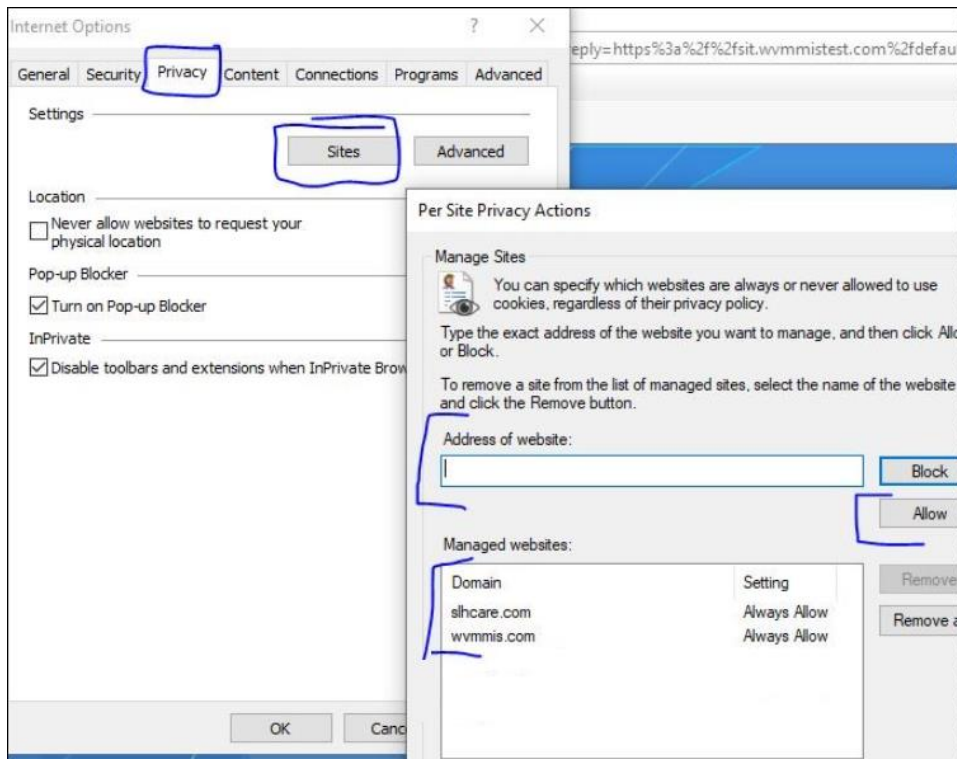 Internet Options ?
eply=https%3a%2f%2fsit.wvmmistest.com%2fdefau
General Security Privacy Content Connections Programs Advanced
Settings
Sites Advanced
Location
Never allow websites to request your
physical location
Pop-up Blocker
Turn on Pop-up Blocker
InPrivate
Disable toolbars and extensions when InPrivate Brow
OK Canc
Per Site Privacy Actions
Manage Sites
You can specify which websites are always or never allowed to use
cookies, regardless of their privacy policy.
Type the exact address of the website you want to manage, and then click Allo
or Block.
To remove a site from the list of managed sites, select the name of the website
and click the Remove button.
Address of website:
Block
Allow
Managed websites:
Domain Setting
slhcare.com Always Allow
wvmmis.com Always Allow
Remove
Remove a